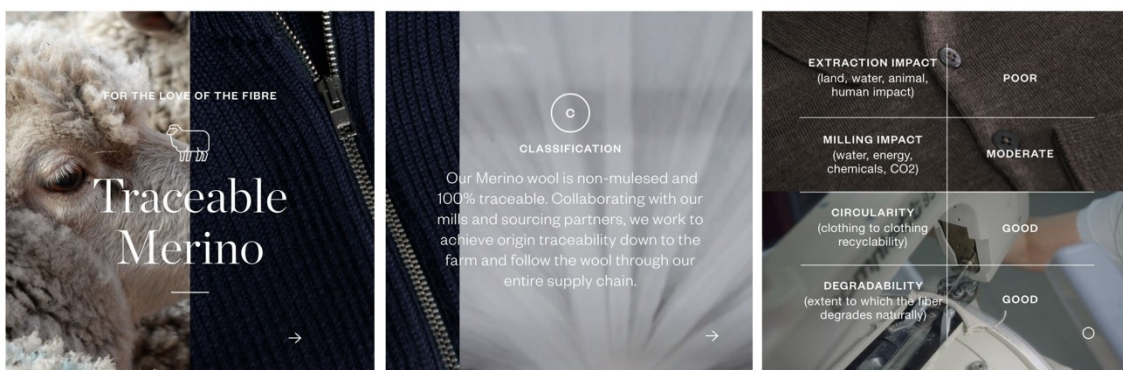 FOR THE LOVE OF THE FIBRE
Traceable
Merino
C
CLASSIFICATION
Our Merino wool is non-mulesed and
100% traceable. Collaborating with our
mills and sourcing partners, we work to
achieve origin traceability down to the
farm and follow the wool through our
entire supply chain.
EXTRACTION IMPACT
(land, water, animal,
human impact)
POOR
MILLING IMPACT
(water, energy,
chemicals, CO2)
MODERATE
CIRCULARITY
(clothing to clothing
recyclability)
GOOD
DEGRADABILITY
(extent to which the fiber
degrades naturally)
GOOD